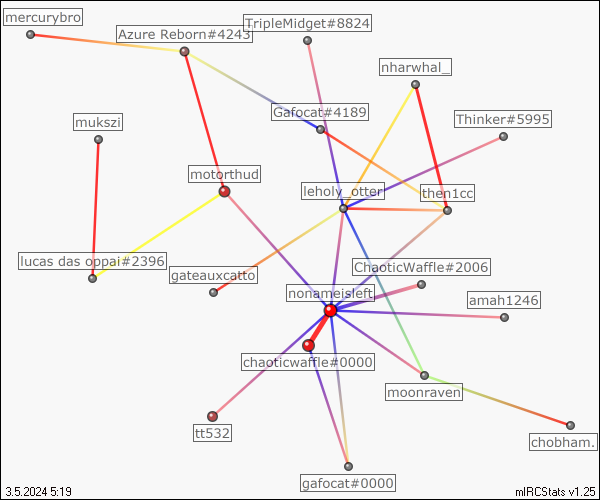 mercurybro
TripleMidget#8824
Azure Reborn#4243
nharwhal_
Gafocat#4189
Thinker#5995
mukszi
motorthud
leholy_otter
then1cc
lucas das oppai#2396
gateauxcatto
ChaoticWaffle#2006
nonameisleft
amah1246
chaoticwaffle#0000
moonraven
tt532
chobham.
gafocat#0000
3.5.2024 5:19
mIRCStats v1.25